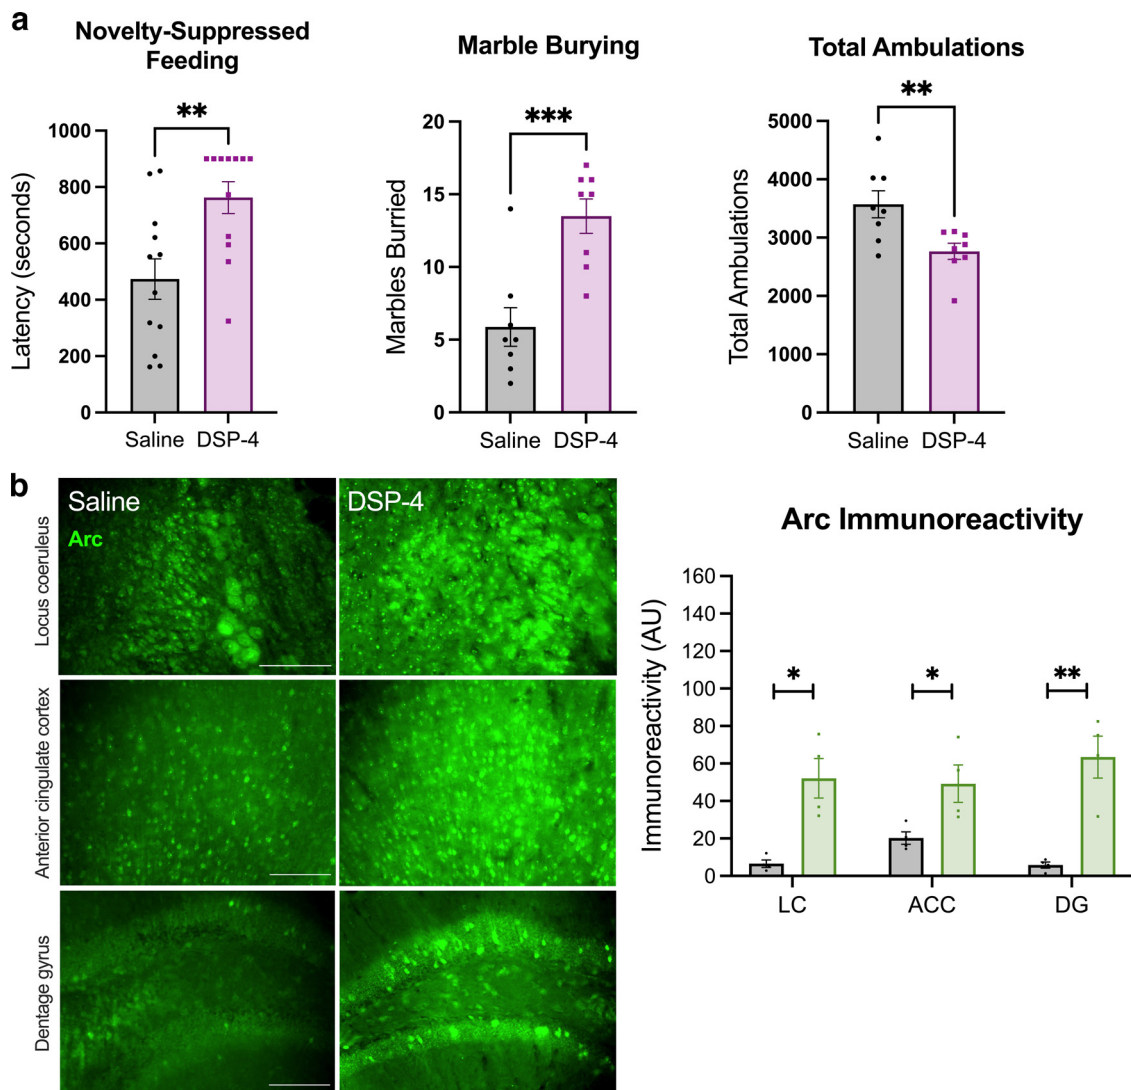 a
Novelty-Suppressed
Feeding
**
1000
800
600
400
200
0
Latency (seconds)
Saline DSP-4
Marble Burying
***
20
15
10
5
0
Marbles Burried
Saline DSP-4
Total Ambulations
**
5000
4000
3000
2000
1000
0
Total Ambulations
Saline DSP-4
b
Saline
Arc
DSP-4
Locus coeruleus
Anterior cingulate cortex
Dentage gyrus
Arc Immunoreactivity
160
140
120
100
80
60
40
20
0
Immunoreactivity (AU)
* * **
LC ACC DG